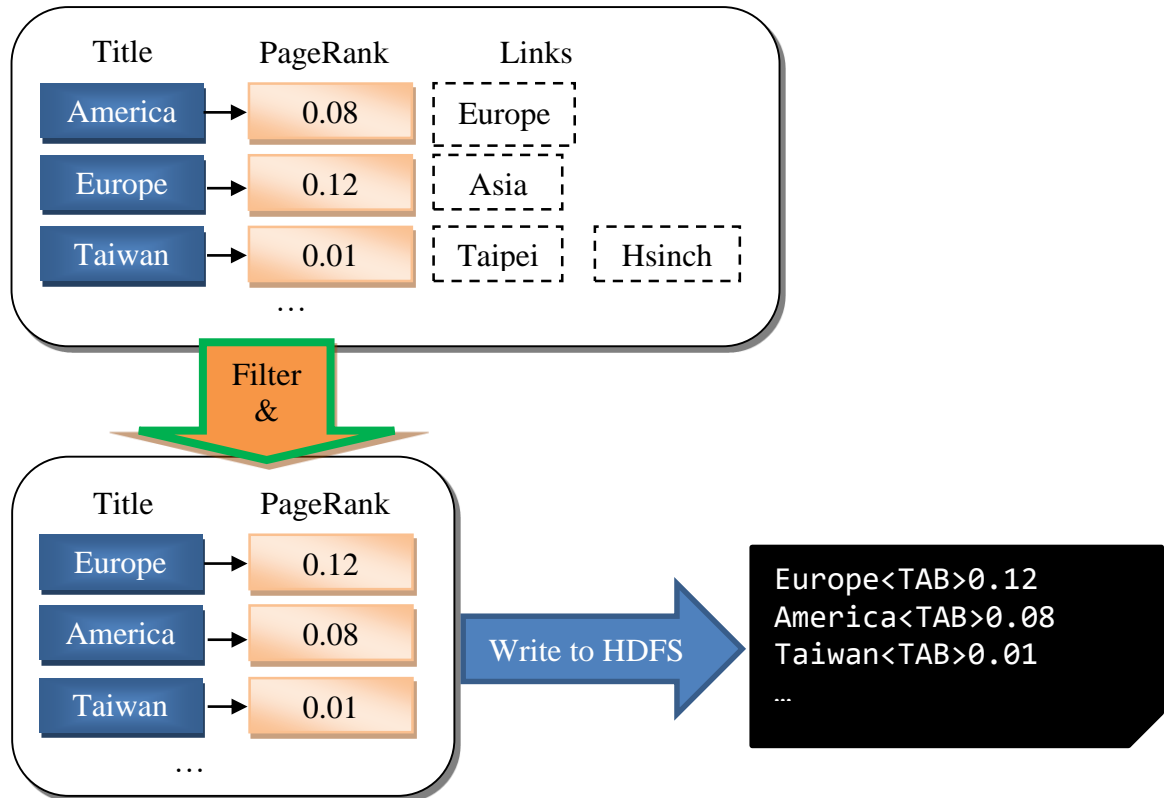 Title PageRank Links
America 0.08 Europe
Europe 0.12 Asia
Taiwan 0.01 Taipei Hsinch
…
Filter
&
Title PageRank
Europe 0.12
America 0.08
Taiwan 0.01
…
Write to HDFS
Europe<TAB>0.12
America<TAB>0.08
Taiwan<TAB>0.01
…